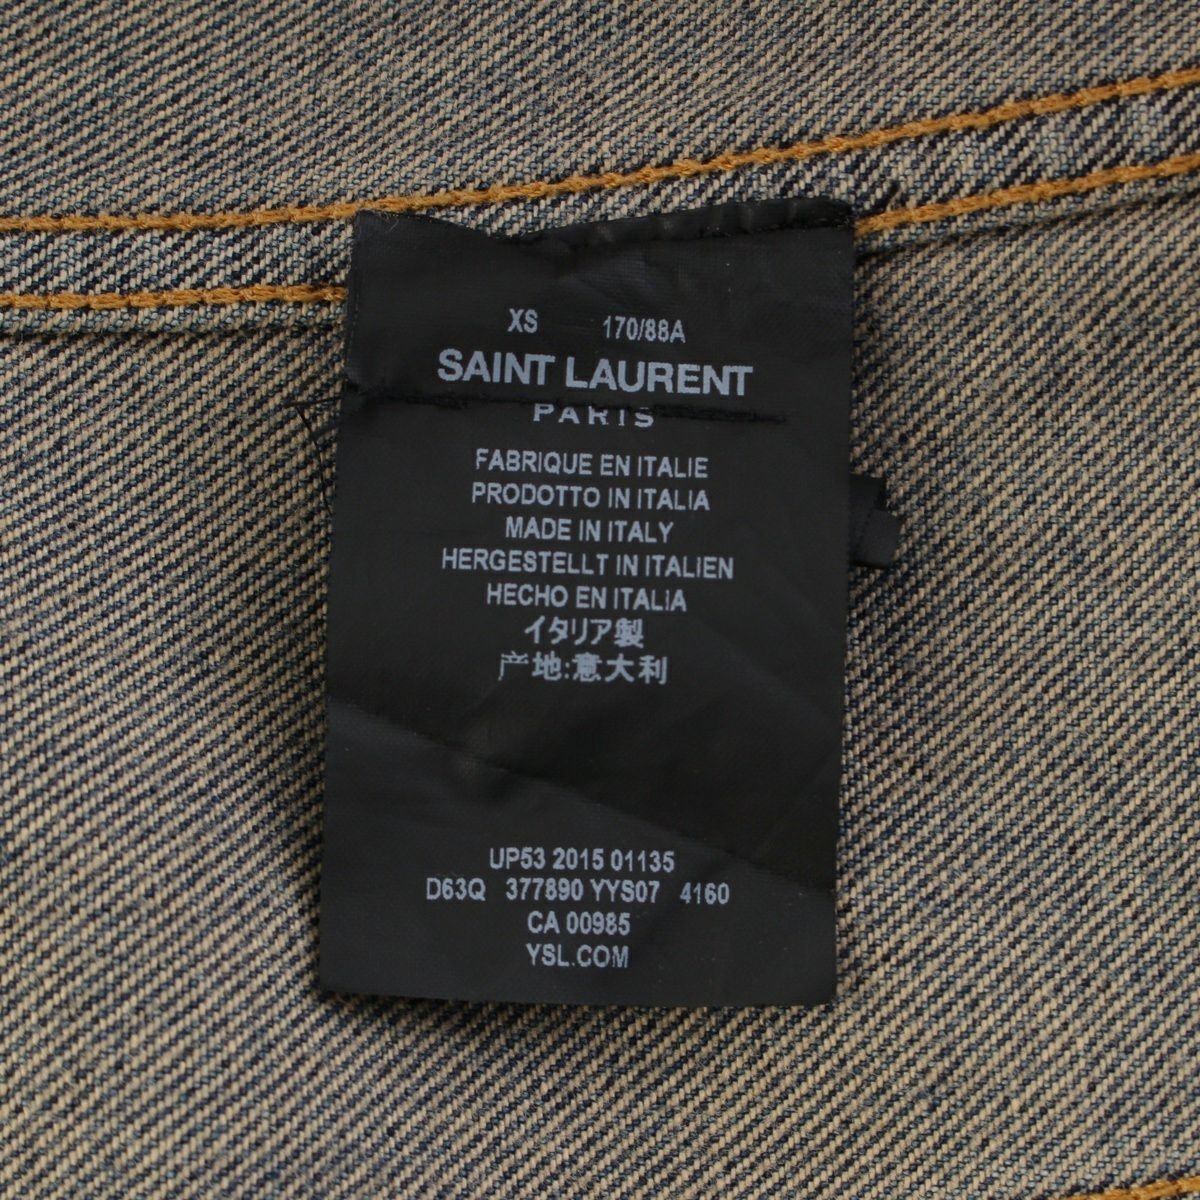 XS 170/88A
SAINT LAURENT
PARIS
FABRIQUE EN ITALIE
PRODOTTO IN ITALIA
MADE IN ITALY
HERGESTELLT IN ITALIEN
HECHO EN ITALIA
イタリア製
产地:意大利
UP53 2015 01135
D63Q 377890 YYS07 4160
CA 00985
YSL.COM